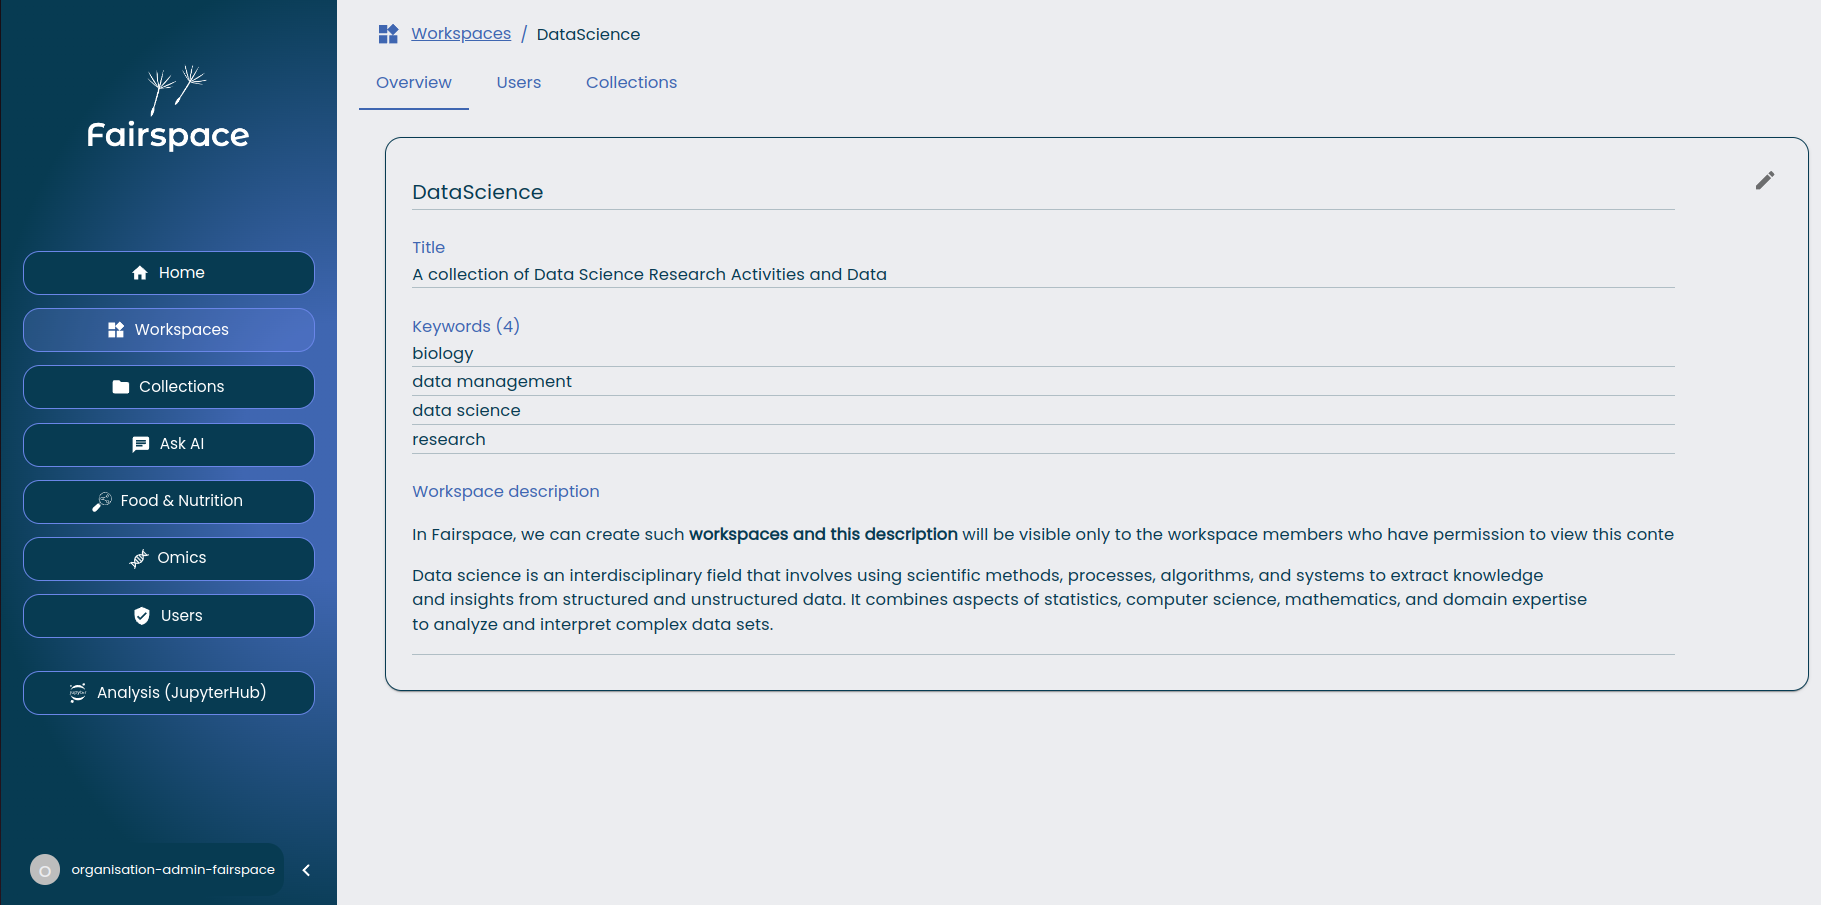 Fairspace
Home
Workspaces
Collections
Ask AI
Food & Nutrition
Omics
Users
Analysis (JupyterHub)
O organisation-admin-fairspace
Workspaces / DataScience
Overview Users Collections
DataScience
Title
A collection of Data Science Research Activities and Data
Keywords (4)
biology
data management
data science
research
Workspace description
In Fairspace, we can create such workspaces and this description will be visible only to the workspace members who have permission to view this conte
Data science is an interdisciplinary field that involves using scientific methods, processes, algorithms, and systems to extract knowledge
and insights from structured and unstructured data. It combines aspects of statistics, computer science, mathematics, and domain expertise
to analyze and interpret complex data sets.